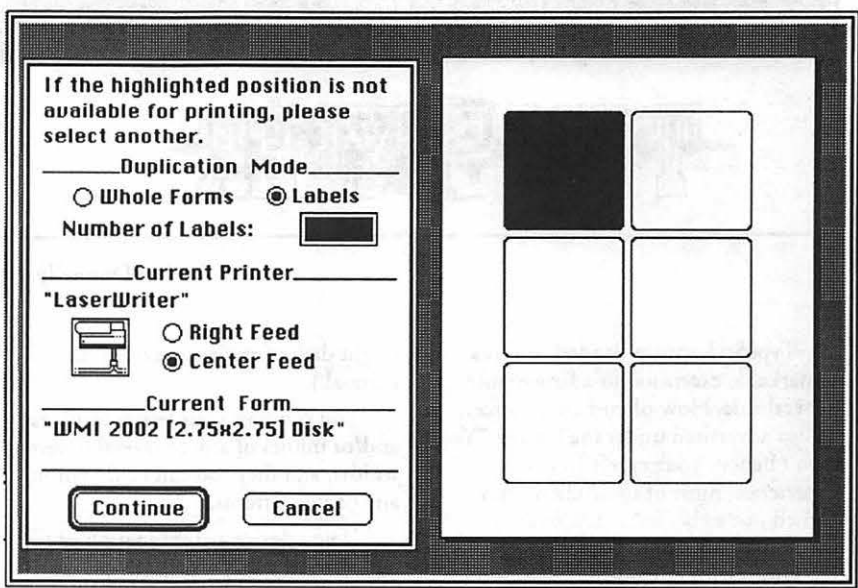 If the highlighted position is not
available for printing, please
select another.
Duplication Mode
Whole Forms Labels
Number of Labels:
Current Printer
"LaserWriter"
Right Feed
Center Feed
Current Form
"WMI 2002 [2.75x2.75] Disk"
Continue Cancel